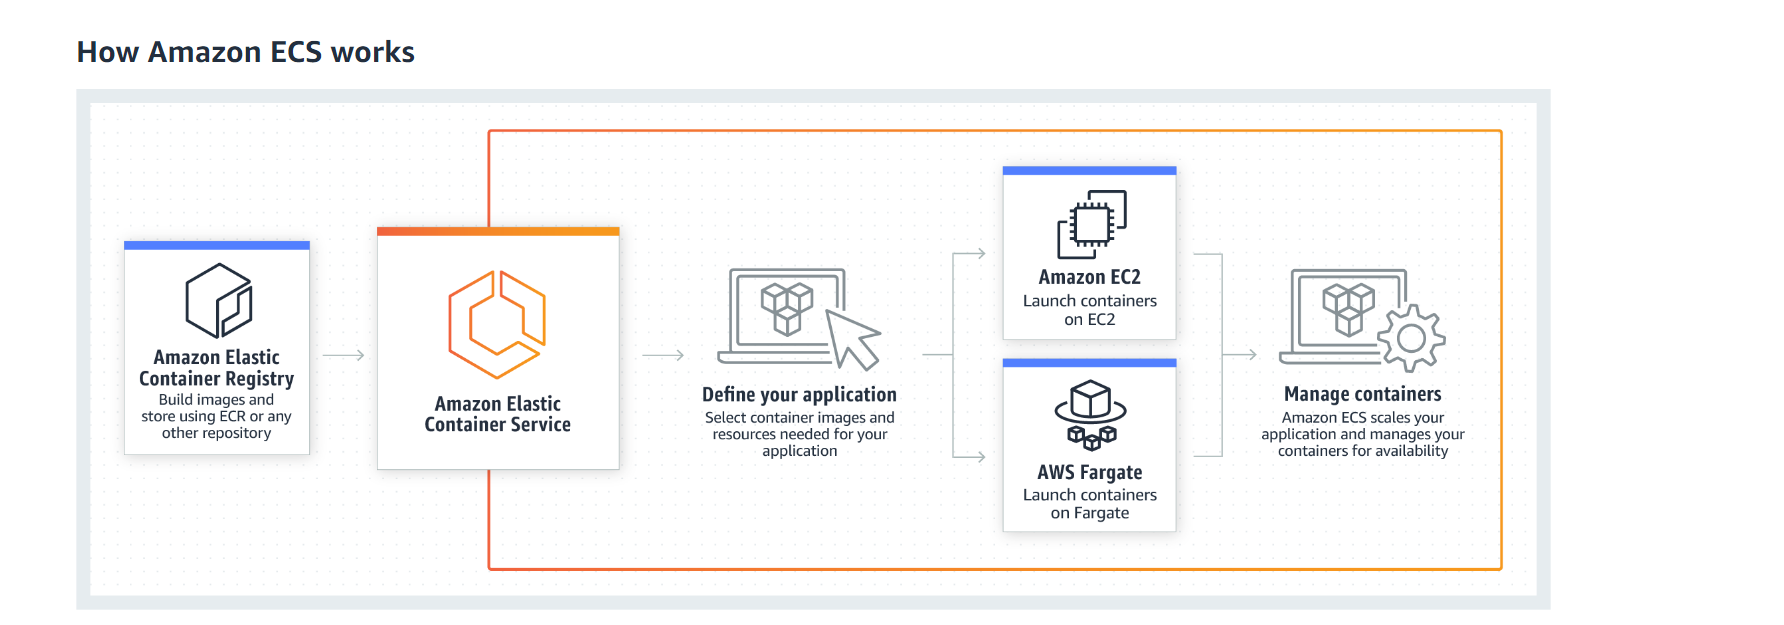 How Amazon ECS works
Amazon Elastic
Container Registry
Build images and
store using ECR or any
other repository
Amazon Elastic
Container Service
Define your application
Select container images and
resources needed for your
application
Amazon EC2
Launch containers
on EC2
AWS Fargate
Launch containers
on Fargate
Manage containers
Amazon ECS scales your
application and manages your
containers for availability